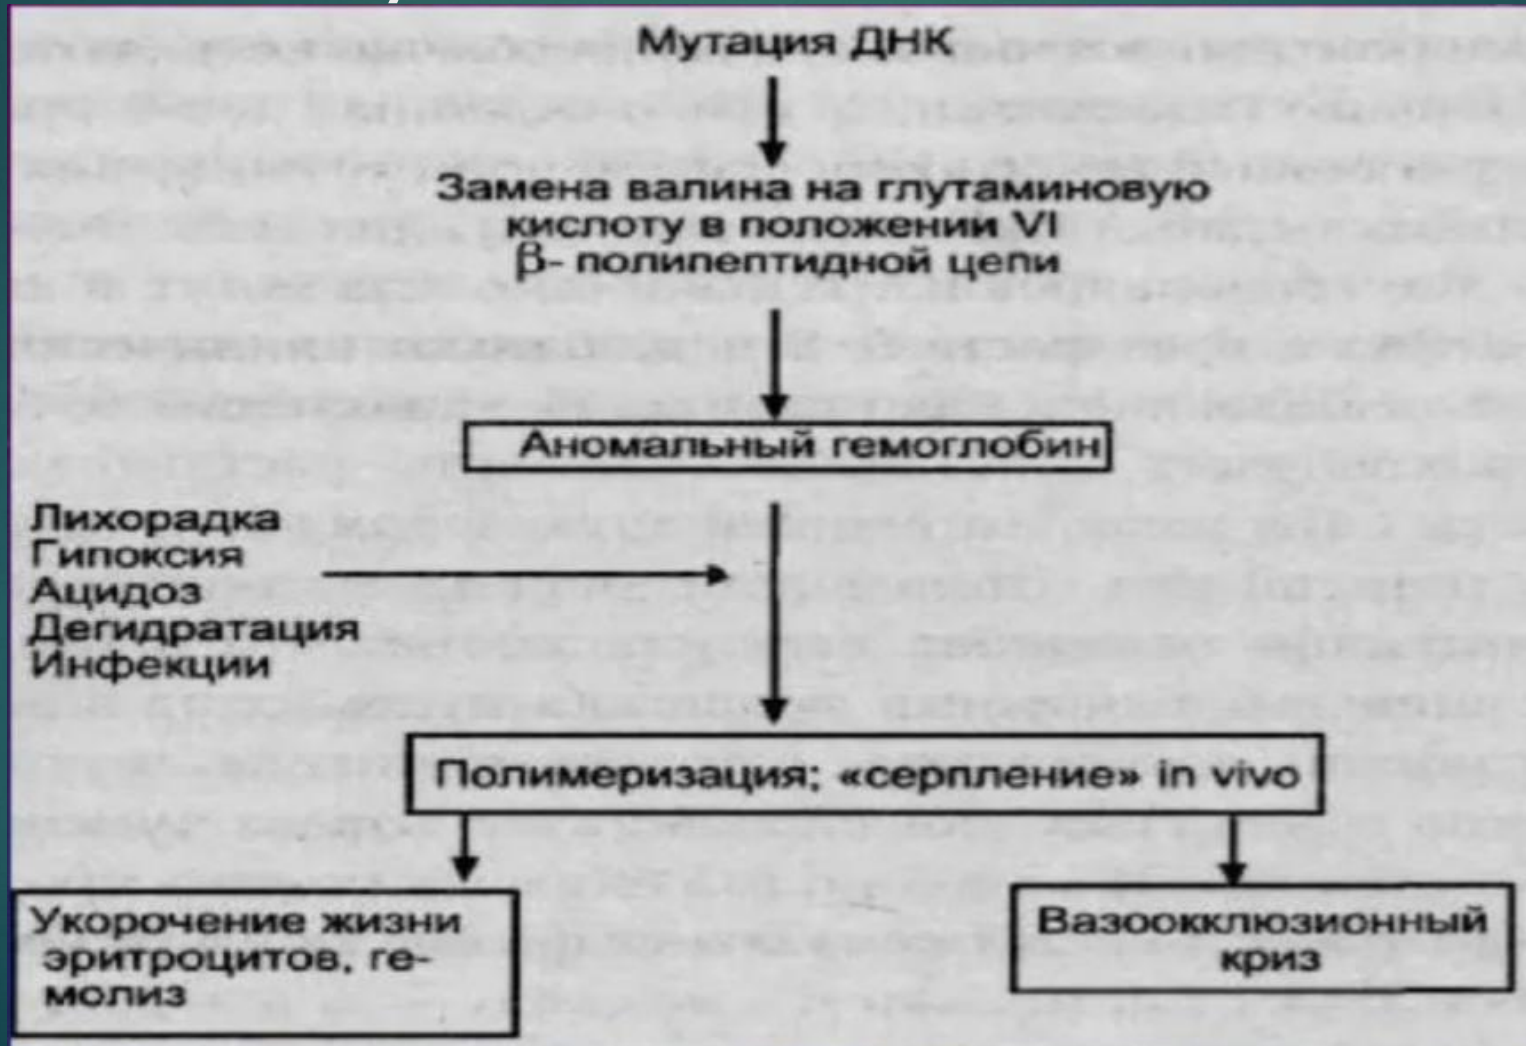 Мутация ДНК
Замена валина на глутаминовую
кислоту в положении VI
β- полипептидной цепи
Аномальный гемоглобин
Лихорадка
Гипоксия
Ацидоз
Дегидратация
Инфекции
Полимеризация; «серпление» in vivo
Укорочение жизни
эритроцитов, ге-
молиз
Вазоокклюзионный
криз